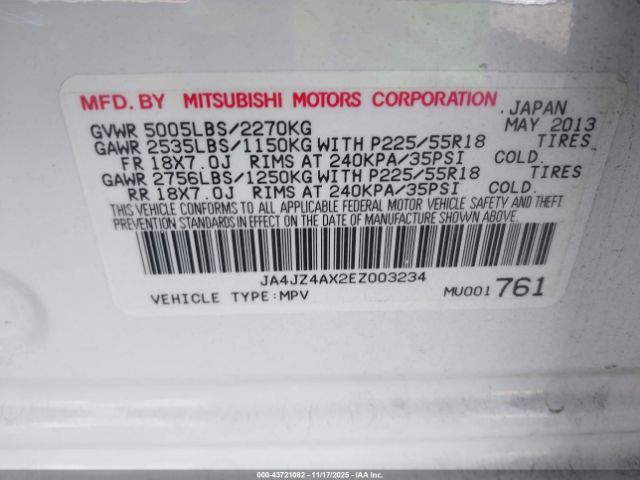 MFD. BY MITSUBISHI MOTORS CORPORATION, JAPAN
GVWR 5005LBS/2270KG MAY 2013
GAWR 2535LBS/1150KG WITH P225/55R18 TIRES
FR 18X7.0J RIMS AT 240KPA/35PSI COLD.
GAWR 2756LBS/1250KG WITH P225/55R18 TIRES
RR 18X7.0J RIMS AT 240KPA/35PSI COLD.
THIS VEHICLE CONFORMS TO ALL APPLICABLE FEDERAL MOTOR VEHICLE SAFETY AND THEFT
PREVENTION STANDARDS IN EFFECT ON THE DATE OF MANUFACTURE SHOWN ABOVE.
JA4JZ4AX2EZ003234
VEHICLE TYPE:MPV MU001 761
000-43721082 - 11/17/2025 - COPART